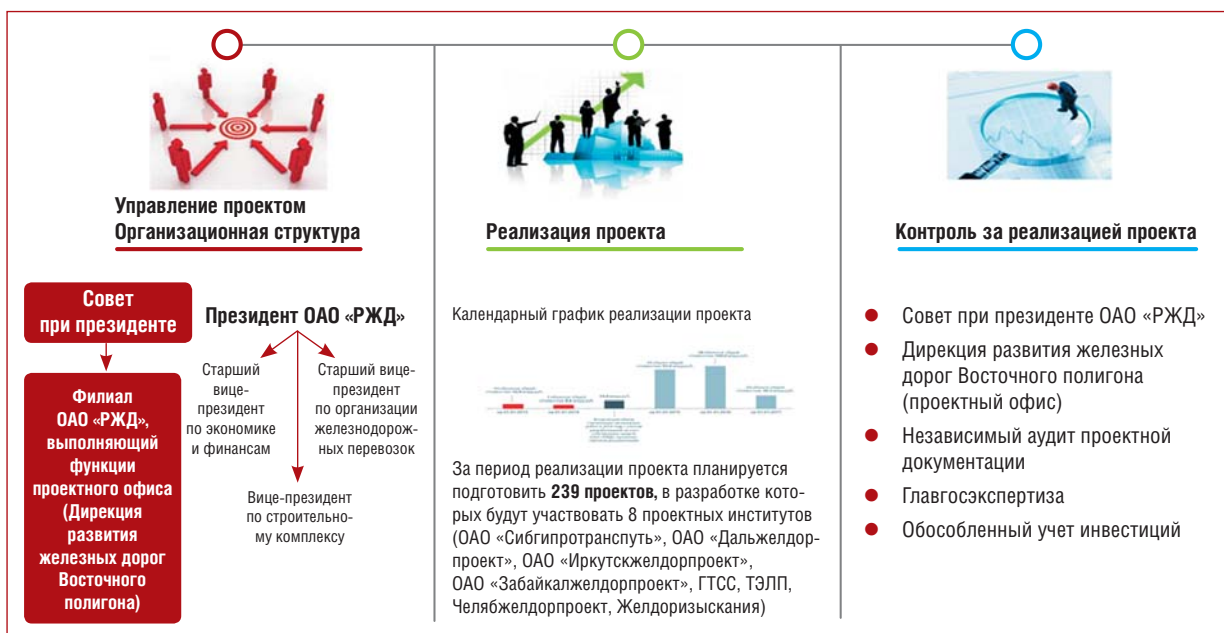 Управление проектом
Организационная структура
Совет
при президенте
Филиал
ОАО «РЖД»,
выполняющий
функции
проектного офиса
(Дирекция
развития
железных дорог
Восточного
полигона)
Президент ОАО «РЖД»
Старший
вице-
президент
по экономике
и финансам
Старший вице-
президент
по организации
железнодорож-
ных перевозок
Вице-президент
по строительно-
му комплексу
Реализация проекта
Календарный график реализации проекта
За период реализации проекта планируется
подготовить 239 проектов, в разработке кото-
рых будут участвовать 8 проектных институтов
(ОАО «Сибгипротранспуть», ОАО «Дальжелдор-
проект», ОАО «Иркутскжелдорпроект»,
ОАО «Забайкалжелдорпроект», ГТСС, ТЭЛП,
Челябжелдорпроект, Желдоризыскания)
Контроль за реализацией проекта
Совет при президенте ОАО «РЖД»
Дирекция развития железных
дорог Восточного полигона
(проектный офис)
Независимый аудит проектной
документации
Главгосэкспертиза
Обособленный учет инвестиций